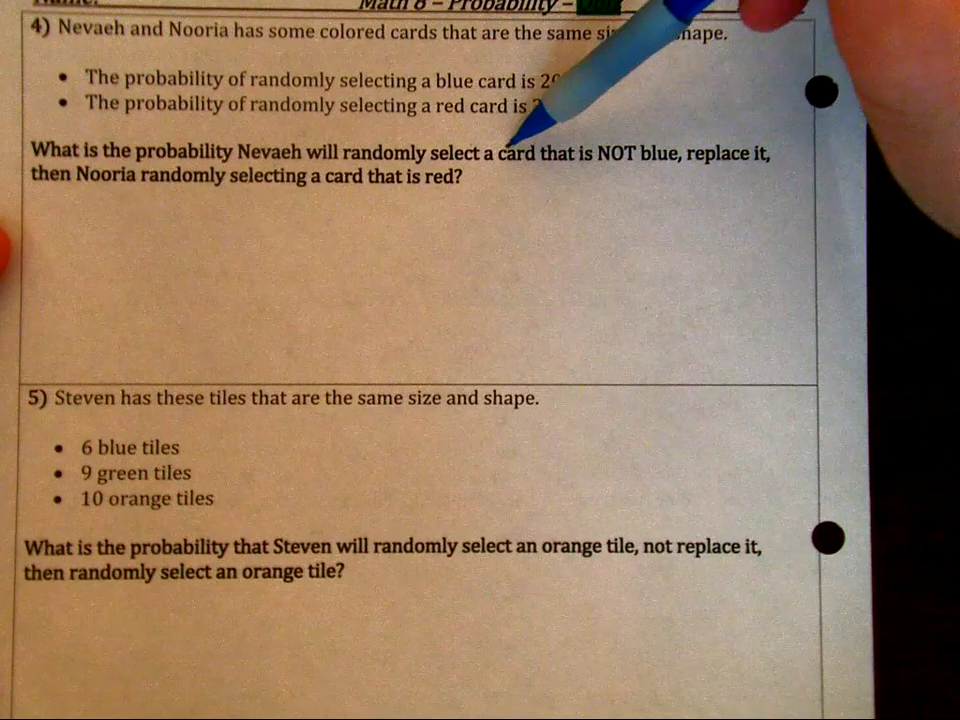 Math 8 – Probability –
4) Nevaeh and Nooria has some colored cards that are the same
• The probability of randomly selecting a blue card is
• The probability of randomly selecting a red card is
What is the probability Nevaeh will randomly select a card that is NOT blue, replace it,
then Nooria randomly selecting a card that is red?
5) Steven has these tiles that are the same size and shape.
• 6 blue tiles
• 9 green tiles
• 10 orange tiles
What is the probability that Steven will randomly select an orange tile, not replace it,
then randomly select an orange tile?